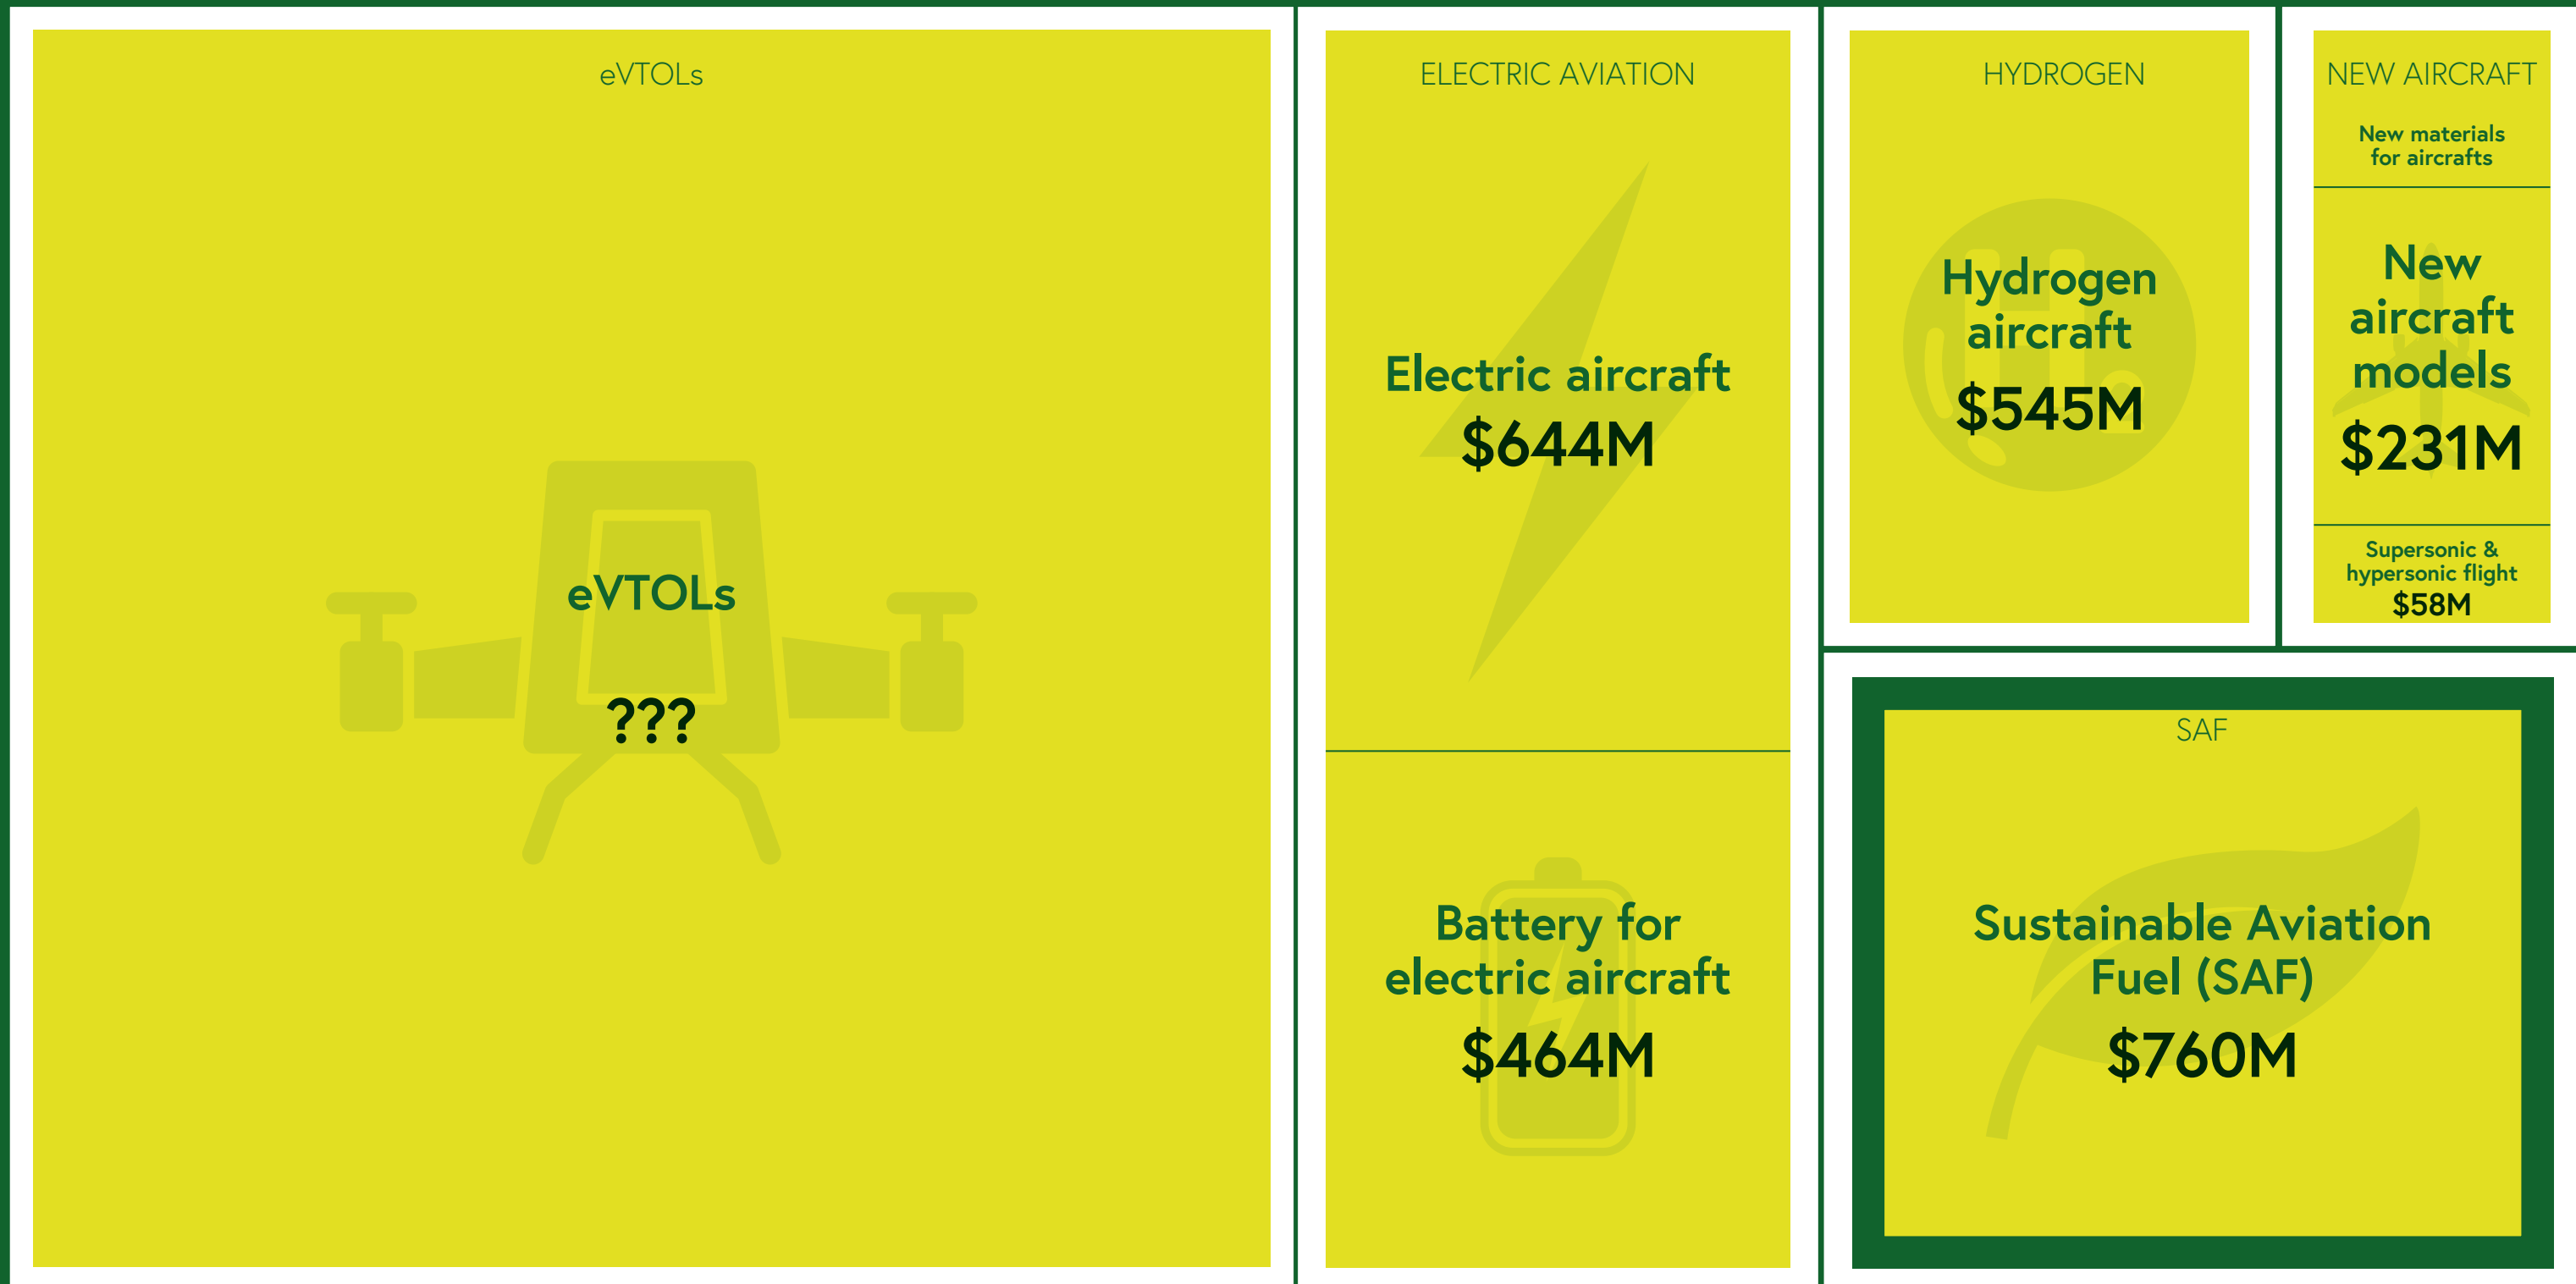 eVTOLs
eVTOLs
???
ELECTRIC AVIATION
Electric aircraft
$644M
Battery for
electric aircraft
$464M
HYDROGEN
Hydrogen
aircraft
$545M
NEW AIRCRAFT
New materials
for aircrafts
New
aircraft
models
$231M
Supersonic &
hypersonic flight
$58M
SAF
Sustainable Aviation
Fuel (SAF)
$760M